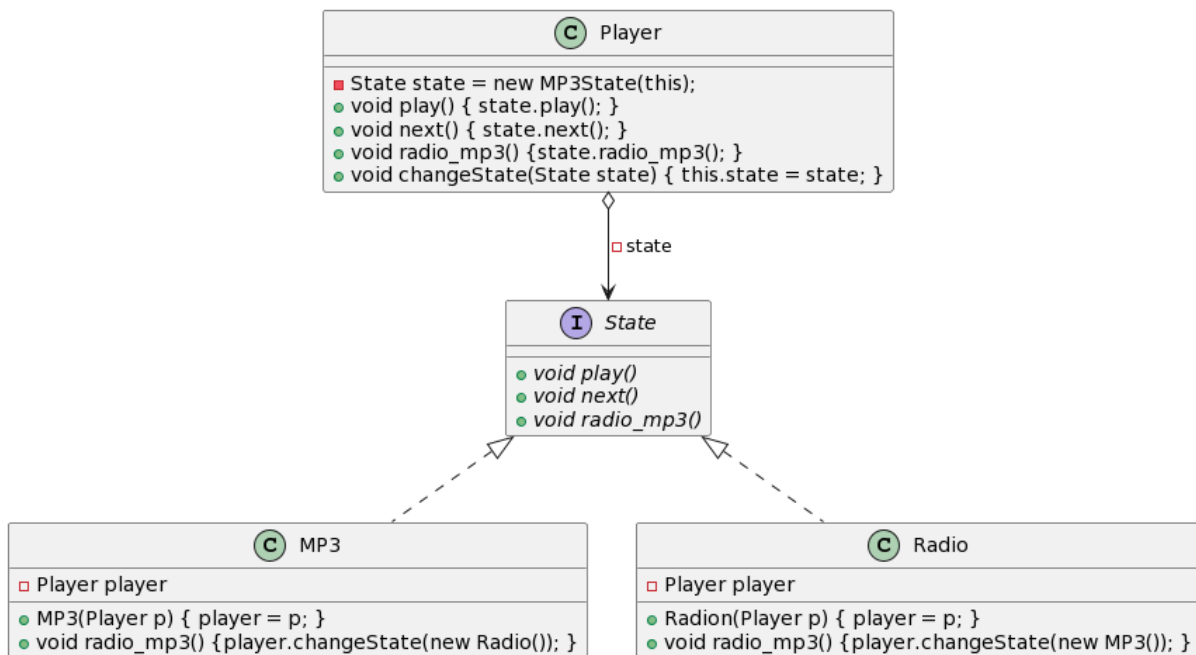 C Player
State state = new MP3State(this);
void play() { state.play(); }
void next() { state.next(); }
void radio_mp3() {state.radio_mp3(); }
void changeState(State state) { this.state = state; }
state
I State
void play()
void next()
void radio_mp3()
C MP3
Player player
MP3(Player p) { player = p; }
void radio_mp3() {player.changeState(new Radio()); }
C Radio
Player player
Radion(Player p) { player = p; }
void radio_mp3() {player.changeState(new MP3()); }